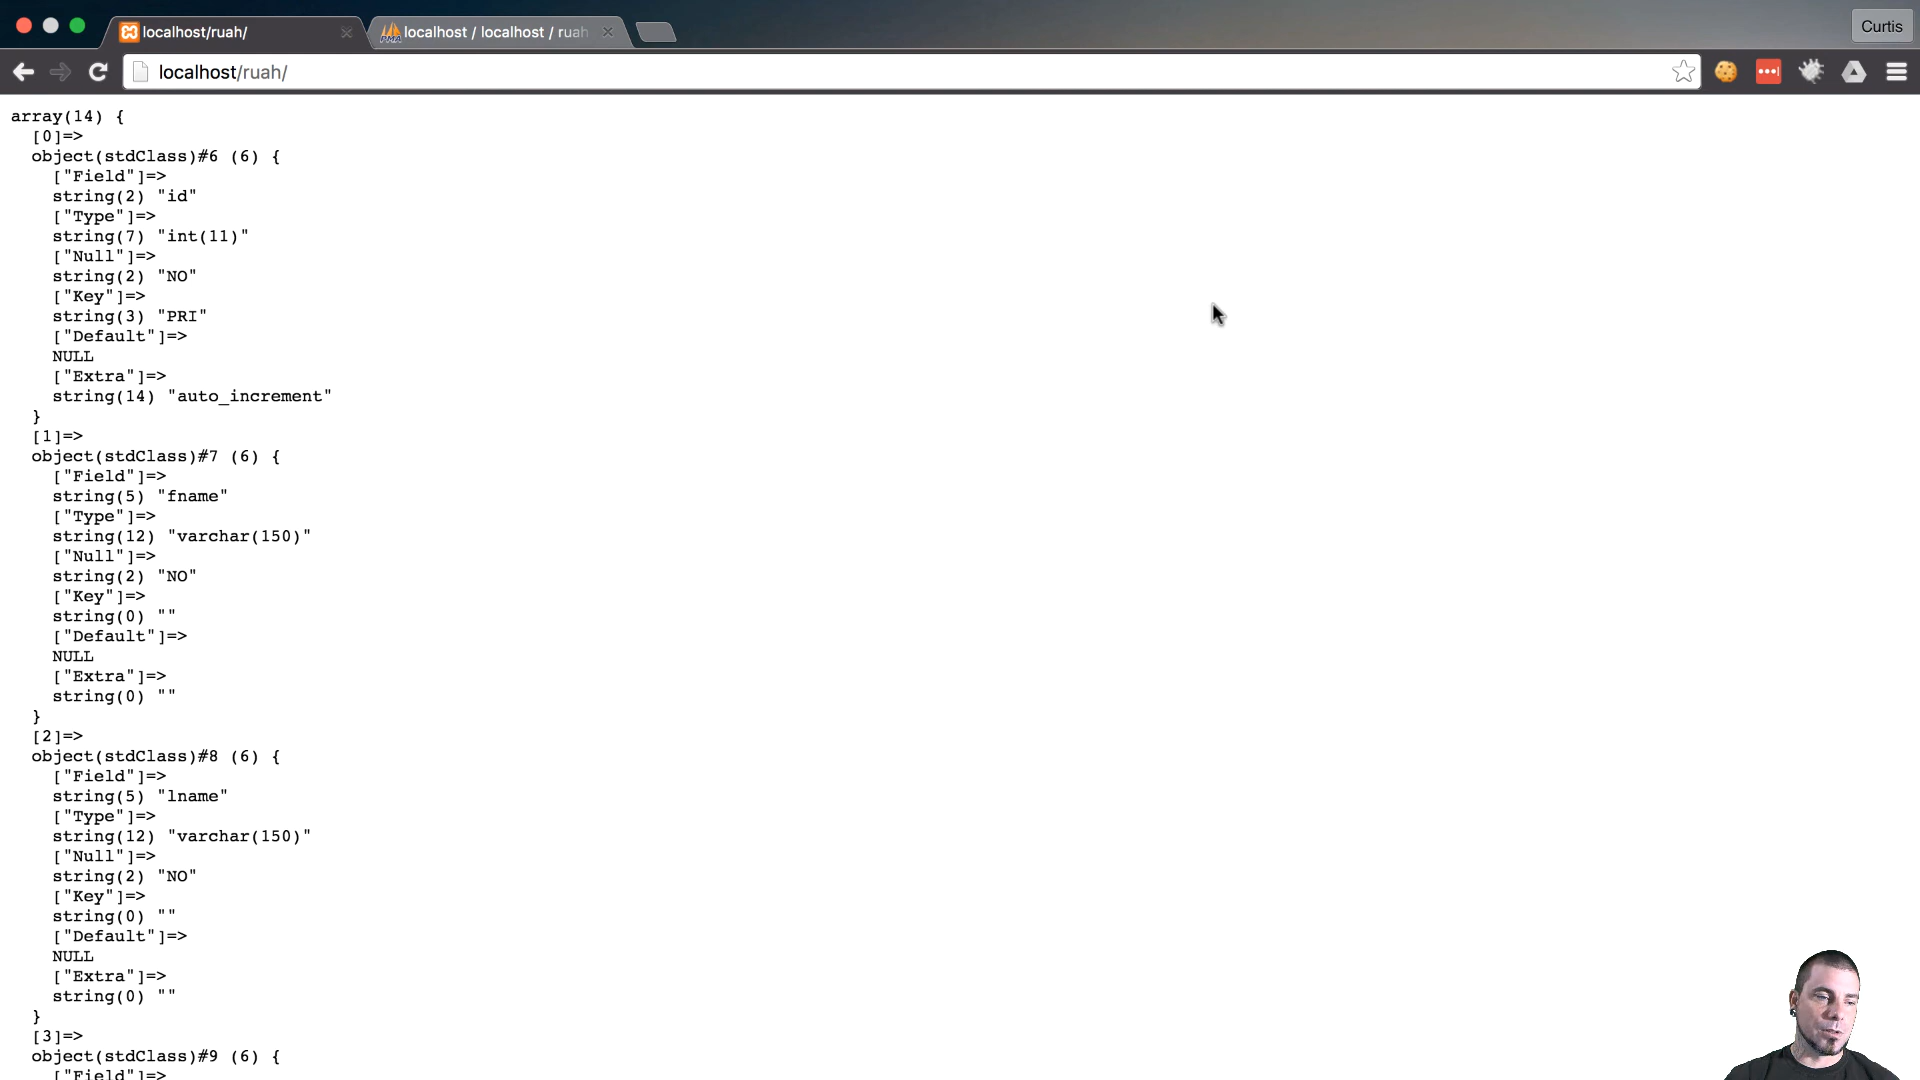 localhost/ruah/
localhost / localhost / ruah
Curtis
localhost/ruah/
array(14) {
  [0]=>
  object(stdClass)#6 (6) {
    ["Field"]=>
    string(2) "id"
    ["Type"]=>
    string(7) "int(11)"
    ["Null"]=>
    string(2) "NO"
    ["Key"]=>
    string(3) "PRI"
    ["Default"]=>
    NULL
    ["Extra"]=>
    string(14) "auto_increment"
  }
  [1]=>
  object(stdClass)#7 (6) {
    ["Field"]=>
    string(5) "fname"
    ["Type"]=>
    string(12) "varchar(150)"
    ["Null"]=>
    string(2) "NO"
    ["Key"]=>
    string(0) ""
    ["Default"]=>
    NULL
    ["Extra"]=>
    string(0) ""
  }
  [2]=>
  object(stdClass)#8 (6) {
    ["Field"]=>
    string(5) "lname"
    ["Type"]=>
    string(12) "varchar(150)"
    ["Null"]=>
    string(2) "NO"
    ["Key"]=>
    string(0) ""
    ["Default"]=>
    NULL
    ["Extra"]=>
    string(0) ""
  }
  [3]=>
  object(stdClass)#9 (6) {
    ["Field"]=>